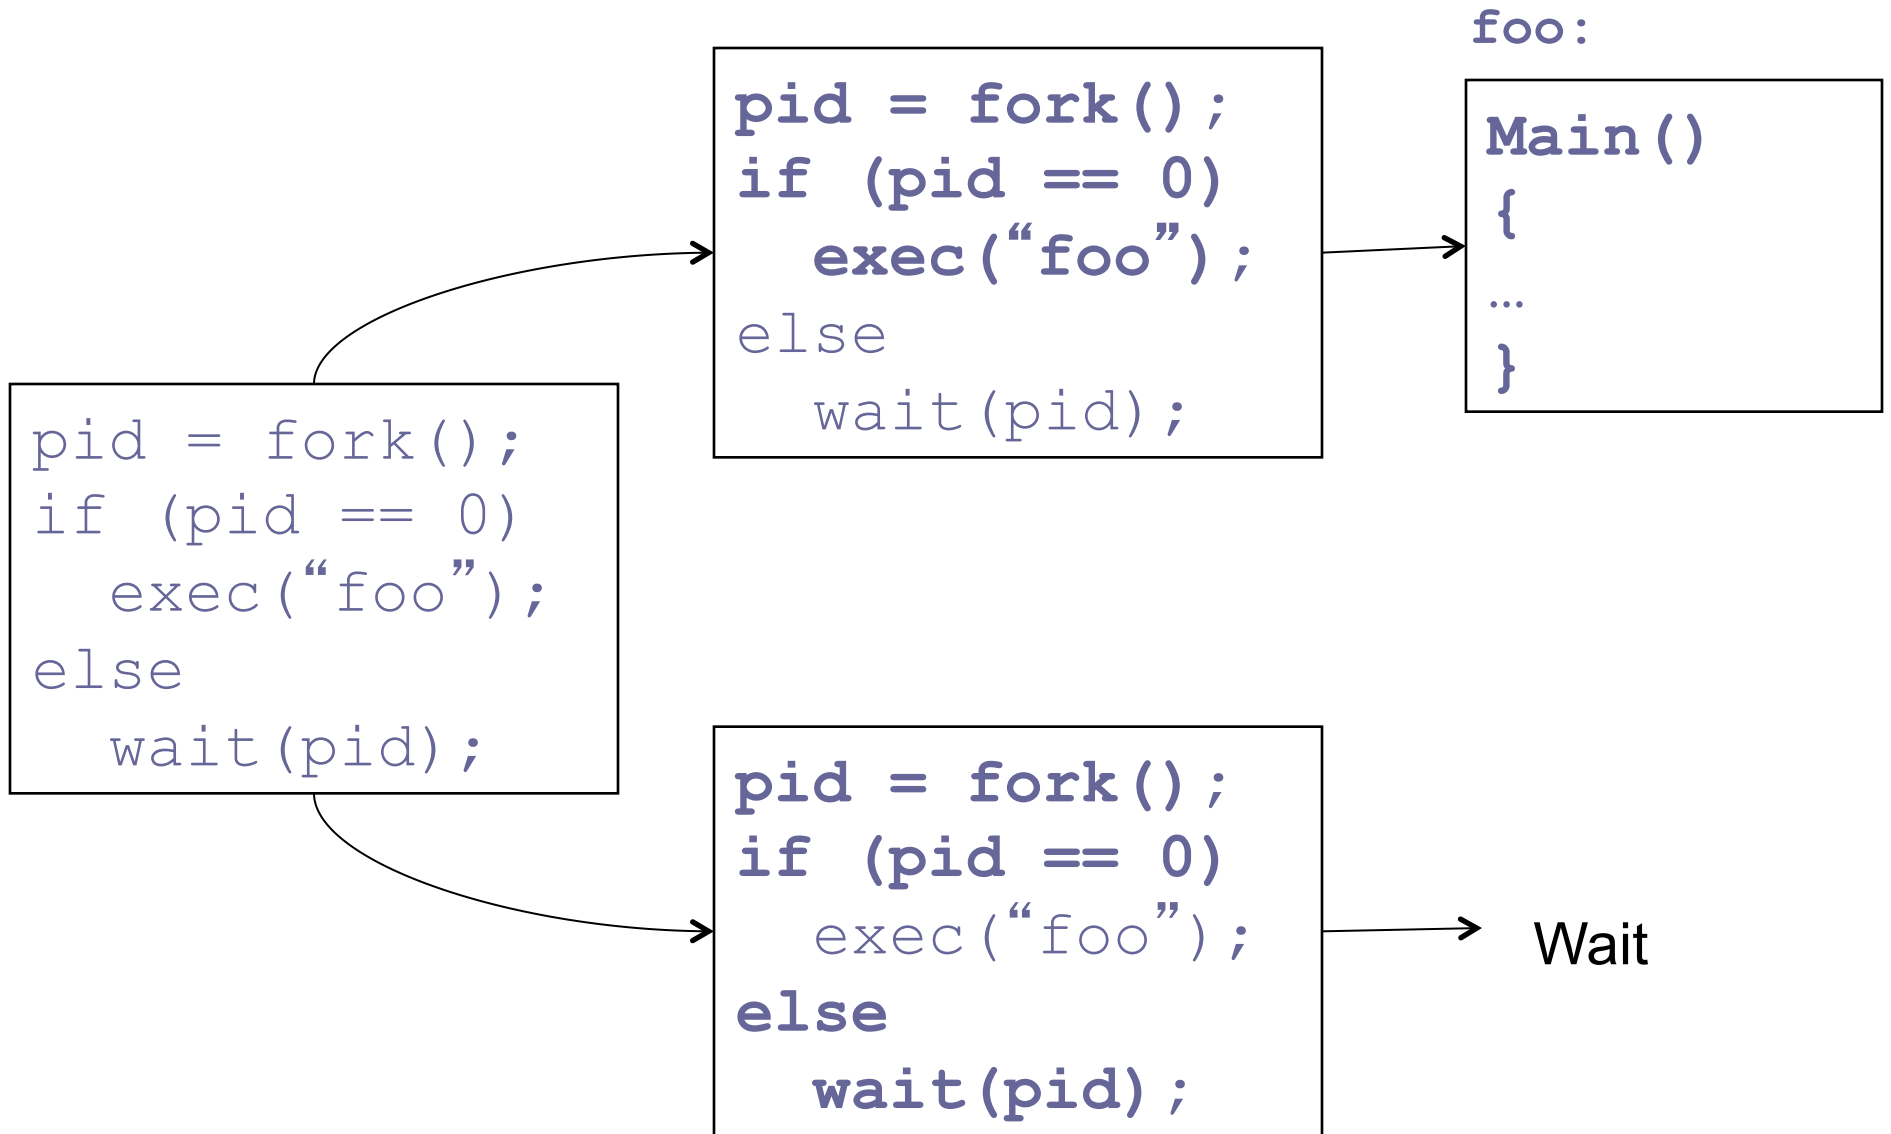 pid = fork();
if (pid == 0)
  exec(“foo”);
else
  wait(pid);
pid = fork();
if (pid == 0)
  exec(“foo”);
else
  wait(pid);
foo:
Main()
{
…
}
pid = fork();
if (pid == 0)
  exec(“foo”);
else
  wait(pid);
Wait